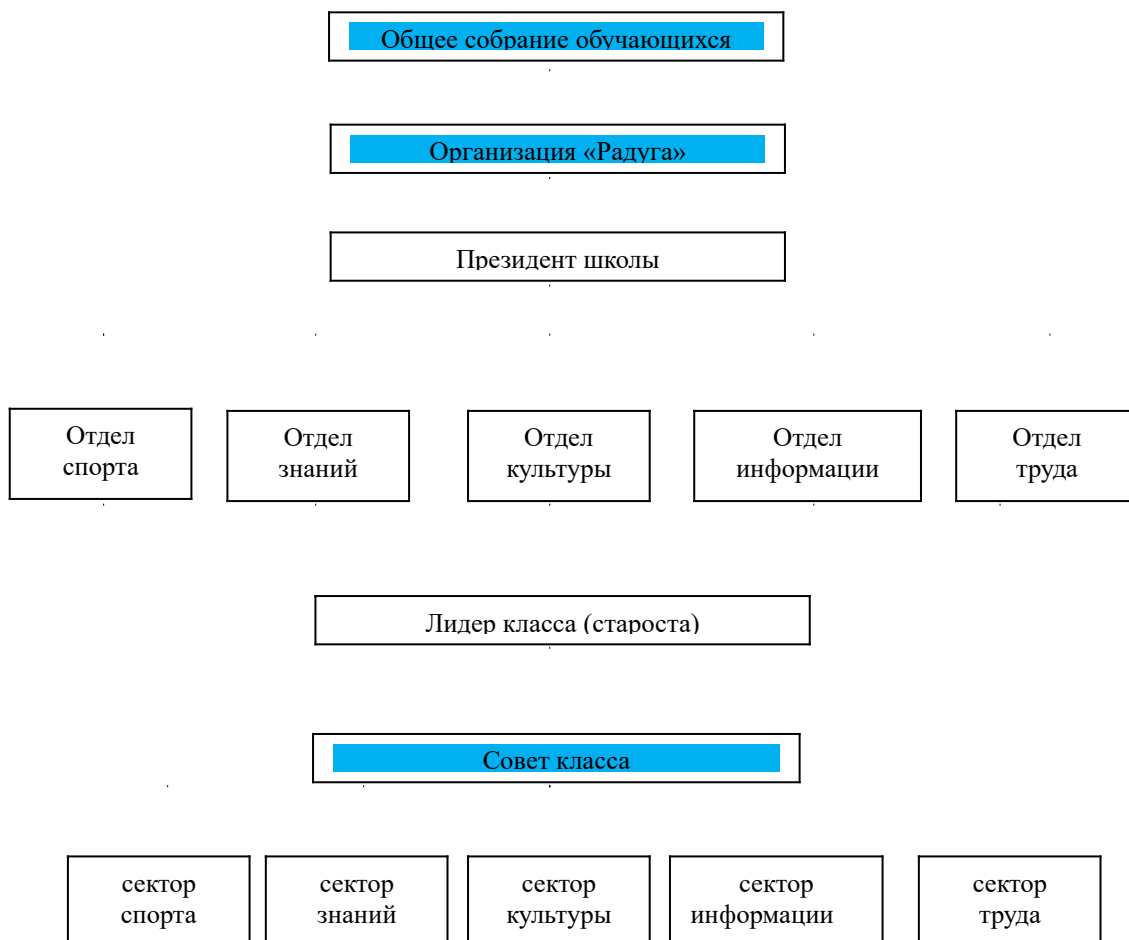 Общее собрание обучающихся
Организация «Радуга»
Президент школы
Отдел
спорта
Отдел
знаний
Отдел
культуры
Отдел
информации
Отдел
труда
Лидер класса (староста)
Совет класса
сектор
спорта
сектор
знаний
сектор
культуры
сектор
информации
сектор
труда